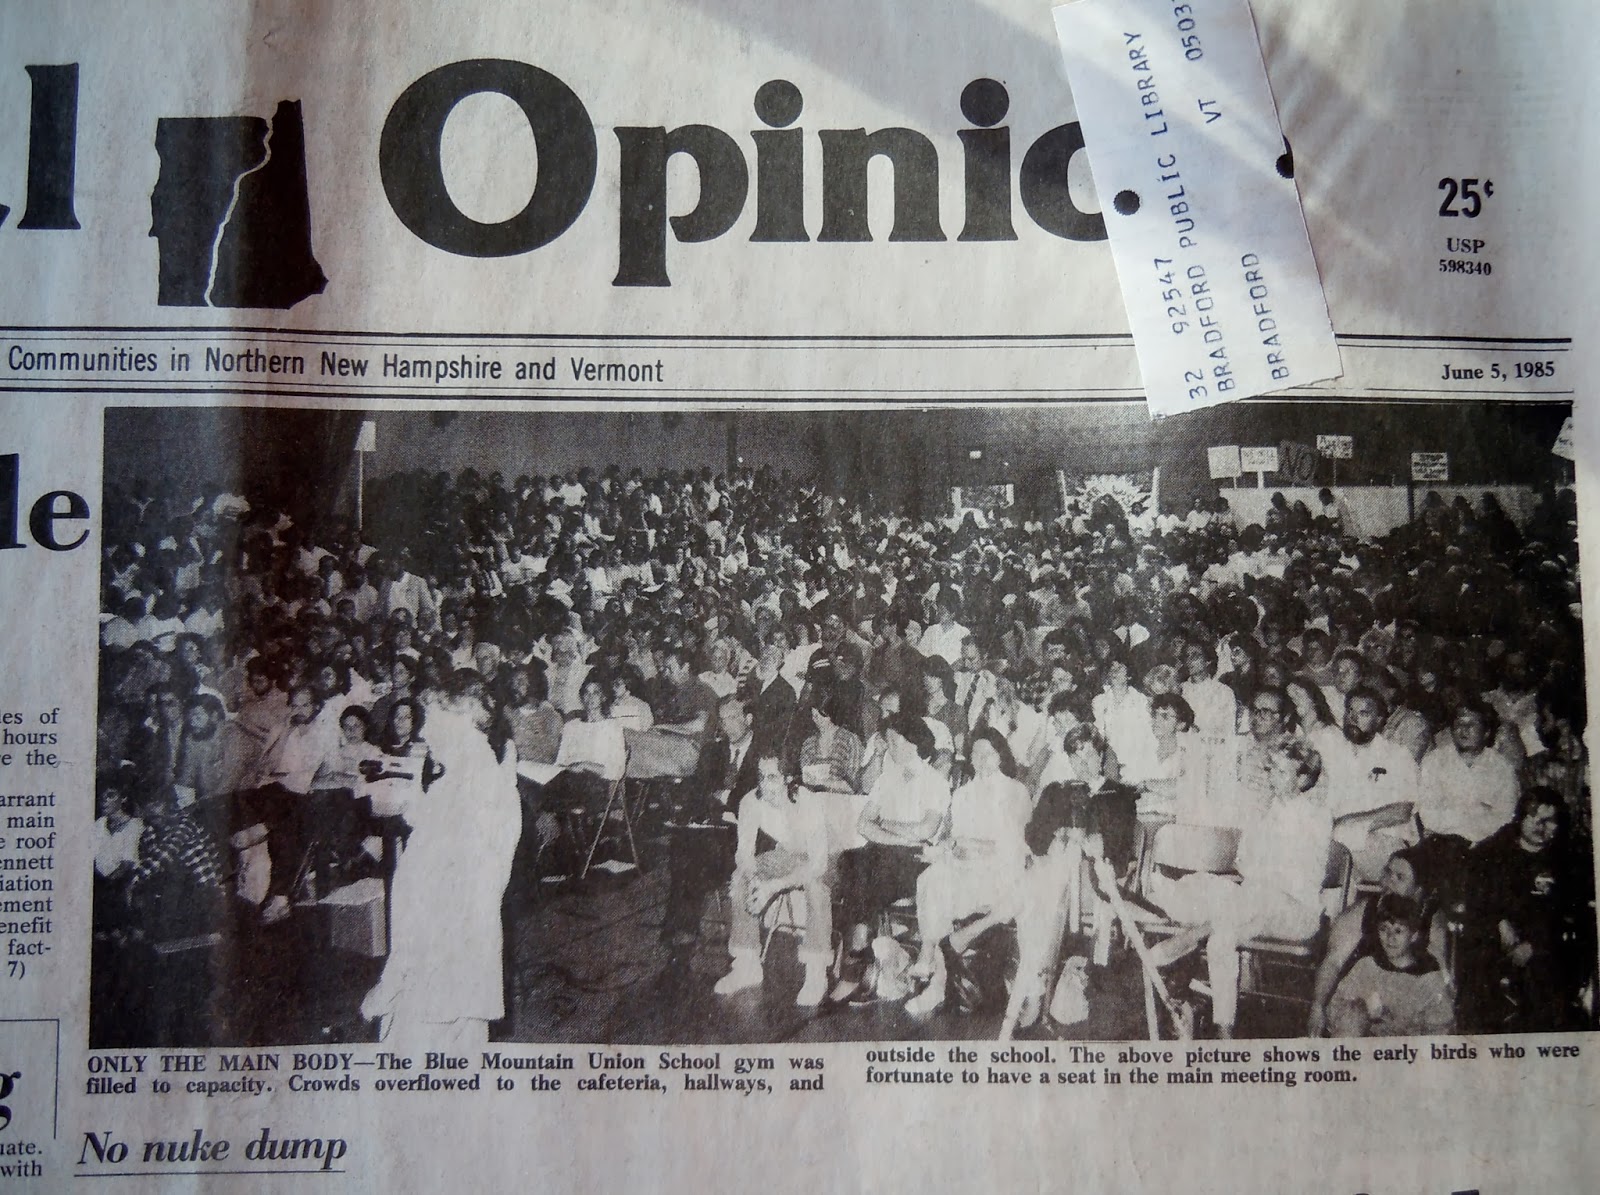 Opinio
32 92547
BRADFORD PUBLIC LIBRARY
BRADFORD VT 0503
25¢
USP
598340
Communities in Northern New Hampshire and Vermont
June 5, 1985
le
NO
les of
hours
e the
arrant
main
e roof
ennett
iation
ement
enefit
fact-
7)
ONLY THE MAIN BODY—The Blue Mountain Union School gym was
filled to capacity. Crowds overflowed to the cafeteria, hallways, and
outside the school. The above picture shows the early birds who were
fortunate to have a seat in the main meeting room.
g
uate.
with
No nuke dump